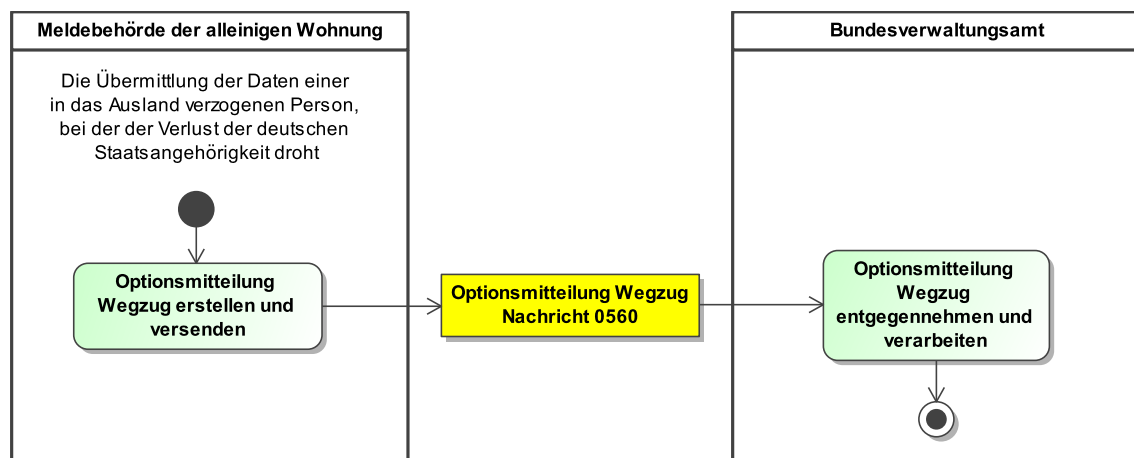 Meldebehörde der alleinigen Wohnung
Die Übermittlung der Daten einer
in das Ausland verzogenen Person,
bei der der Verlust der deutschen
Staatsangehörigkeit droht
Optionsmitteilung
Wegzug erstellen und
versenden
Optionsmitteilung Wegzug
Nachricht 0560
Bundesverwaltungsamt
Optionsmitteilung
Wegzug
entgegennehmen und
verarbeiten